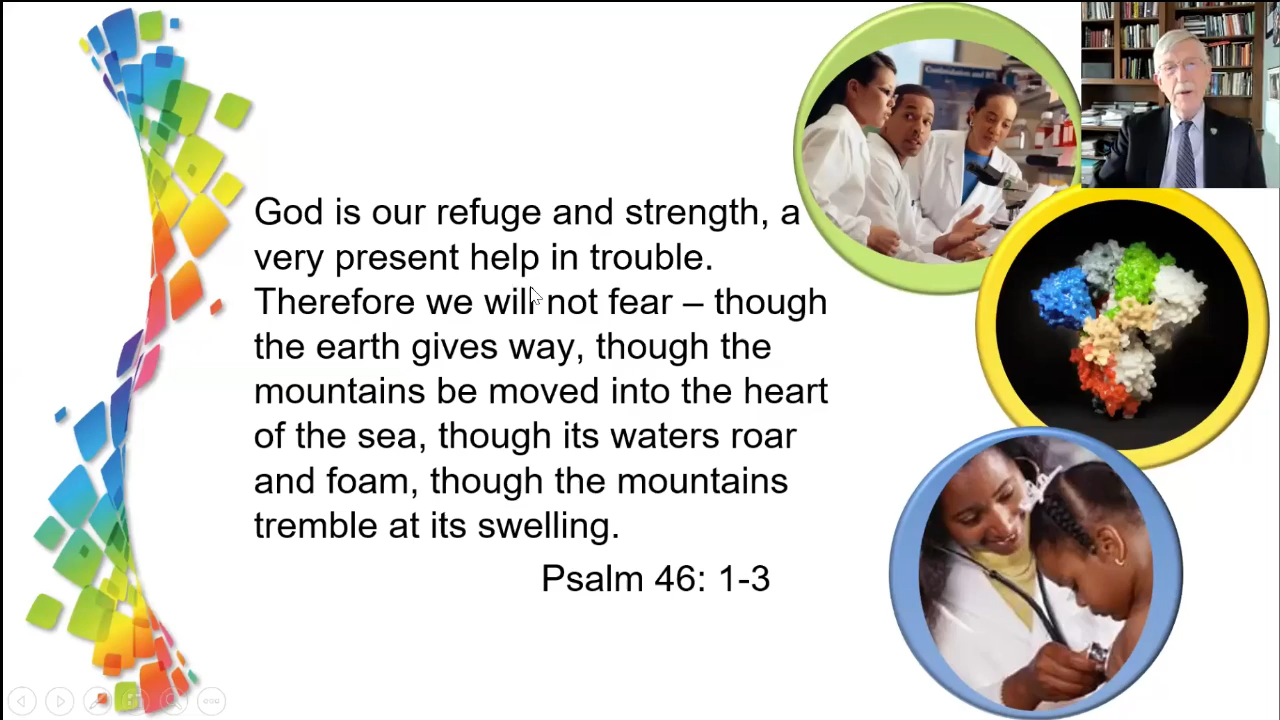 God is our refuge and strength, a
very present help in trouble.
Therefore we will not fear – though
the earth gives way, though the
mountains be moved into the heart
of the sea, though its waters roar
and foam, though the mountains
tremble at its swelling.
Psalm 46: 1-3